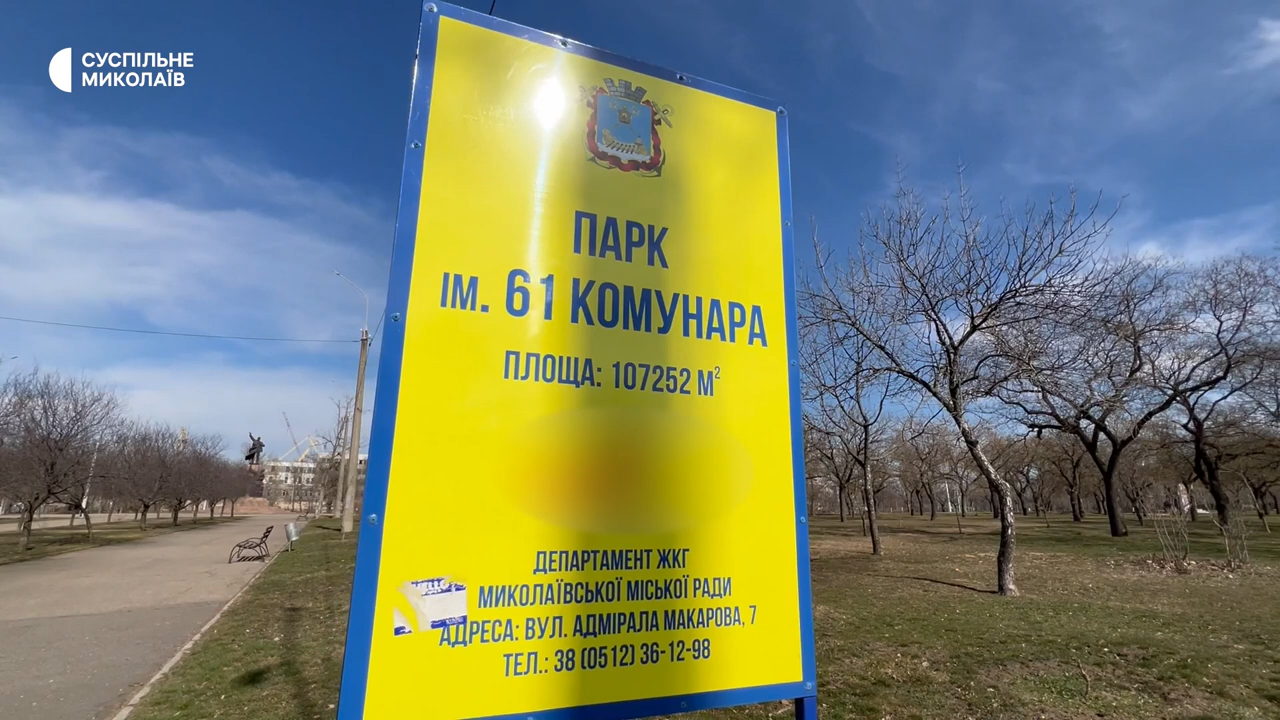 СУСПІЛЬНЕ
МИКОЛАЇВ
ПАРК
ІМ. 61 КОМУНАРА
ПЛОЩА: 107252 М²
ДЕПАРТАМЕНТ ЖКГ
МИКОЛАЇВСЬКОЇ МІСЬКОЇ РАДИ
АДРЕСА: ВУЛ. АДМІРАЛА МАКАРОВА, 7
ТЕЛ.: 38 (0512) 36-12-98